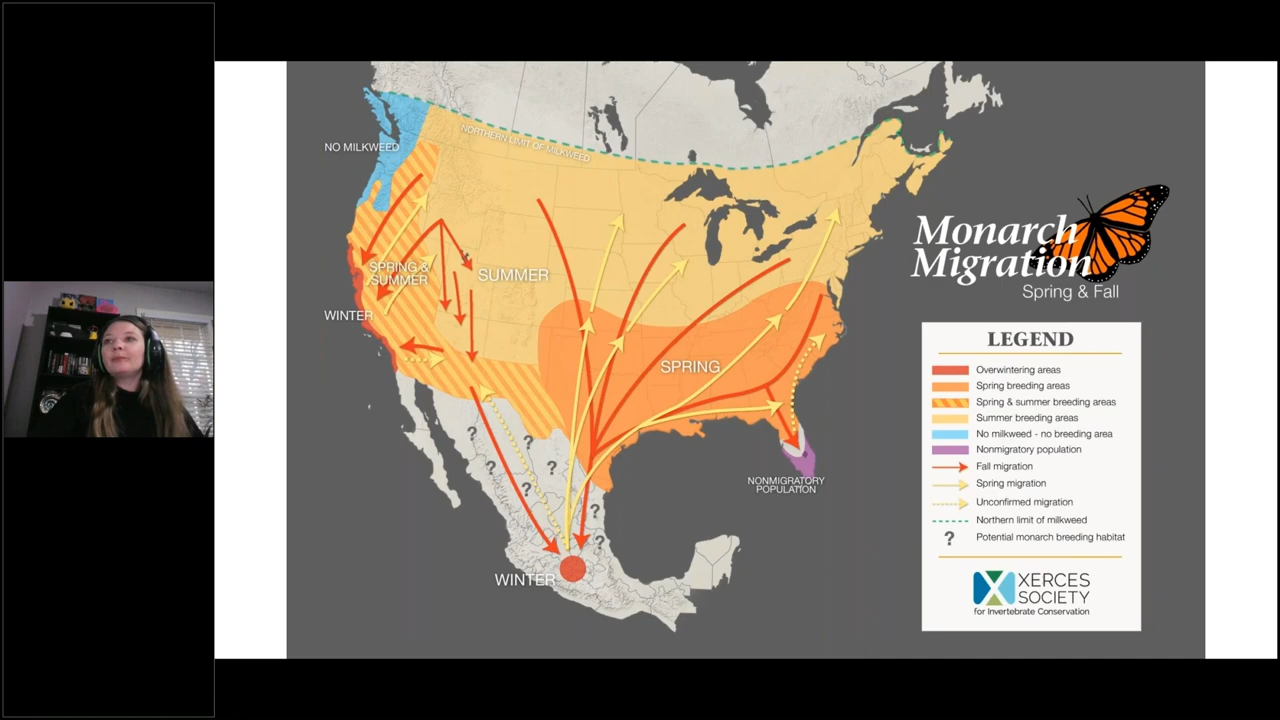 NO MILKWEED
NORTHERN LIMIT OF MILKWEED
SPRING &
SUMMER
SUMMER
WINTER
SPRING
NONMIGRATORY
POPULATION
WINTER
?
?
?
?
?
?
?
Monarch
Migration
Spring & Fall
LEGEND
Overwintering areas
Spring breeding areas
Spring & summer breeding areas
Summer breeding areas
No milkweed - no breeding area
Nonmigratory population
Fall migration
Spring migration
Unconfirmed migration
Northern limit of milkweed
? Potential monarch breeding habitat
XERCES
SOCIETY
for Invertebrate Conservation